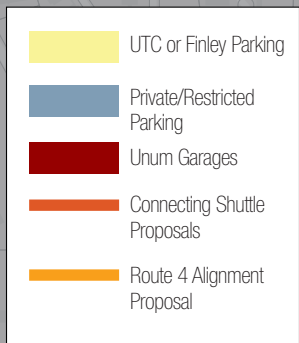 UTC or Finley Parking
Private/Restricted
Parking
Unum Garages
Connecting Shuttle
Proposals
Route 4 Alignment
Proposal